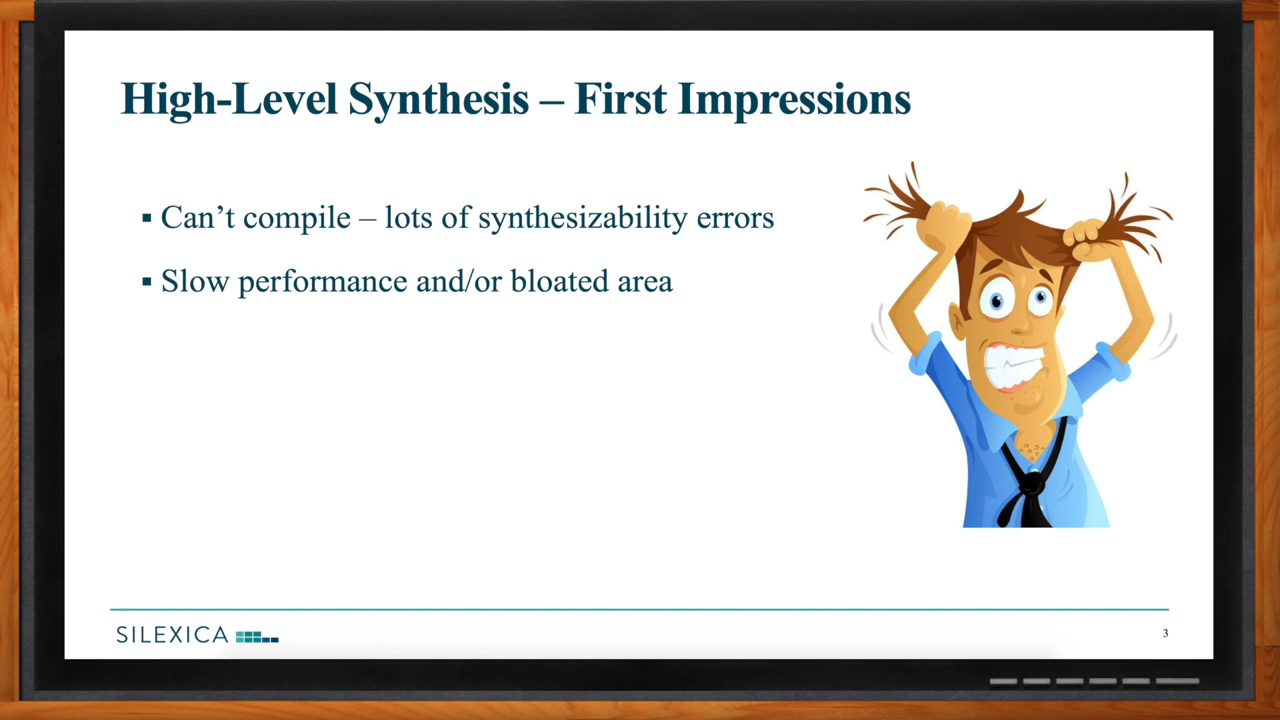 High-Level Synthesis – First Impressions
▪ Can’t compile – lots of synthesizability errors
▪ Slow performance and/or bloated area
SILEXICA
3